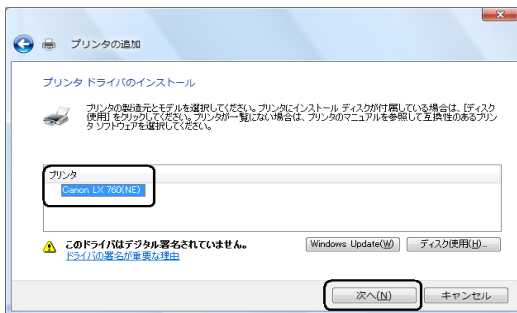 プリンタの追加
プリンタ ドライバのインストール
プリンタの製造元とモデルを選択してください。プリンタにインストール ディスクが付属している場合は、[ディスク
使用] をクリックしてください。プリンタが一覧にない場合は、プリンタのマニュアルを参照して互換性のあるプリン
タ ソフトウェアを選択してください。
プリンタ
Canon LX 760(NE)
このドライバはデジタル署名されていません。
Windows Update(W)
ディスク使用(H)...
ドライバの署名が重要な理由
次へ(N)
キャンセル